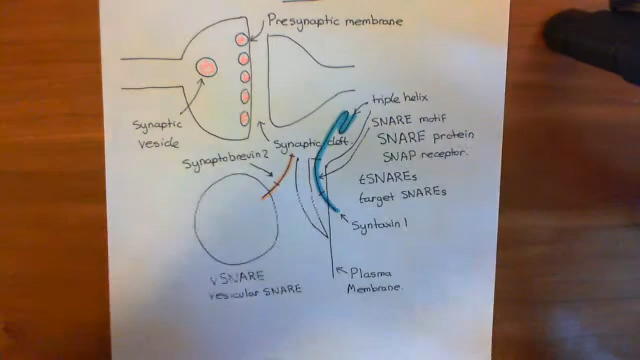 Presynaptic membrane
Synaptic
vesicle
Synaptic cleft.
triple helix
SNARE motif
SNARE protein
SNAP receptor.
tSNAREs
target SNAREs
Synaptobrevin 2
Syntaxin 1
vSNARE
vesicular SNARE
Plasma
Membrane.